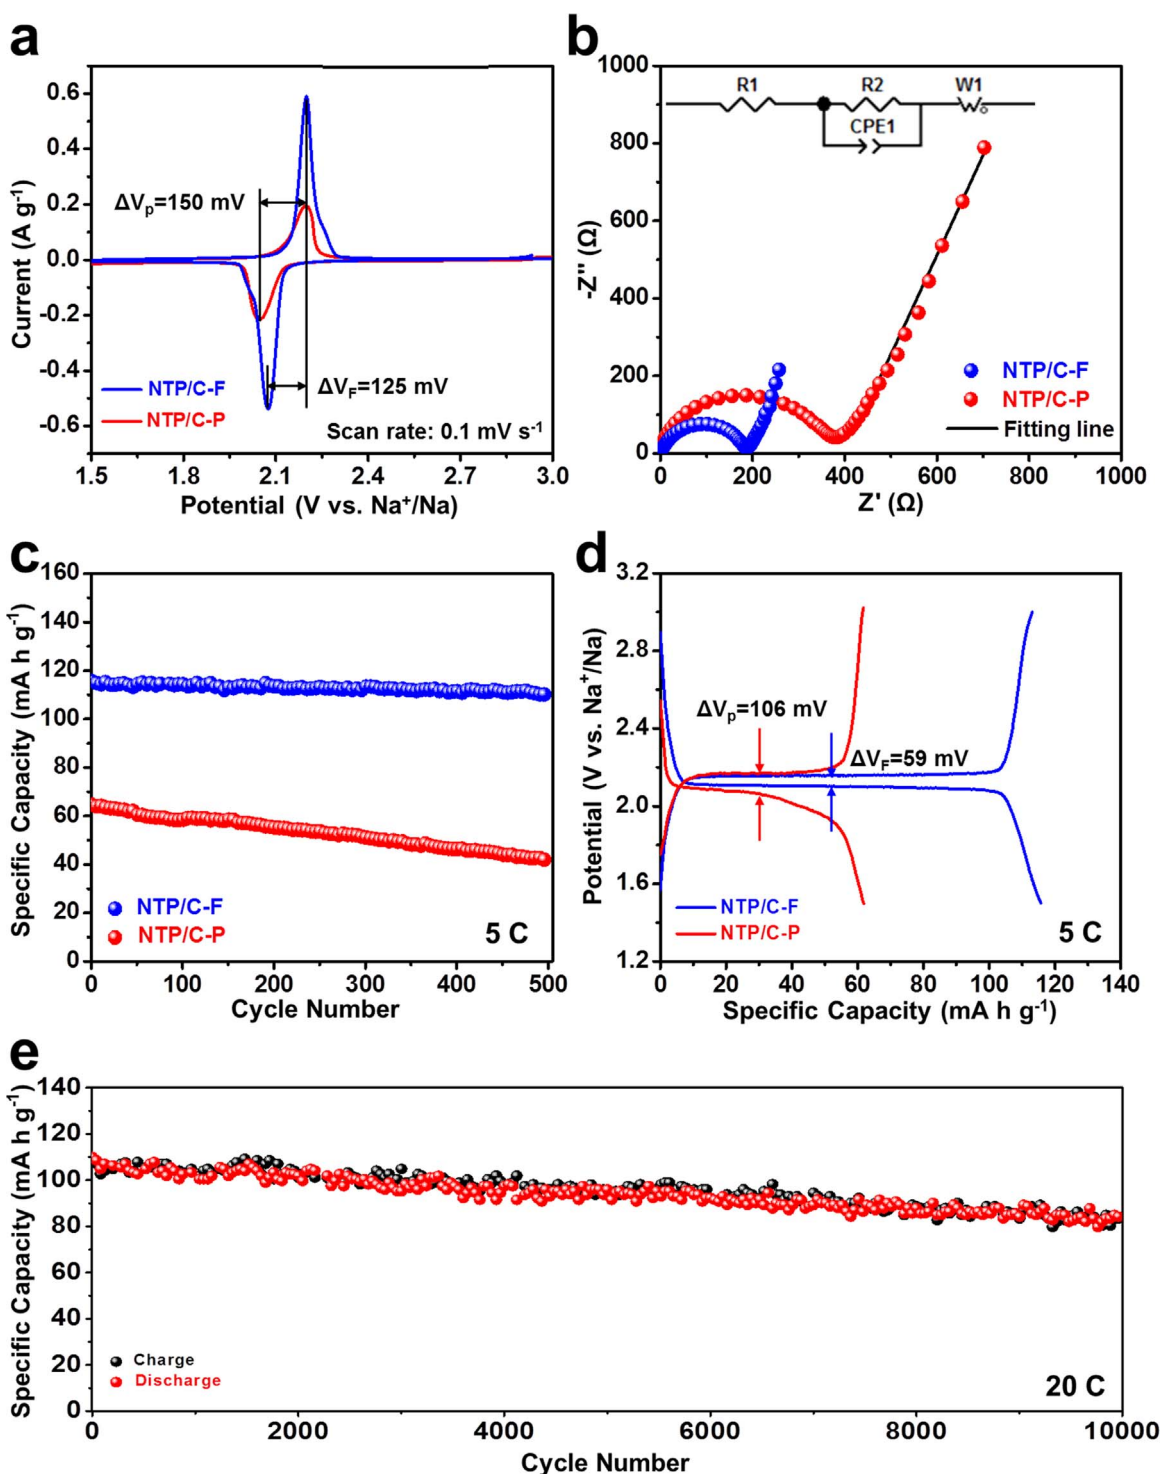 a
0.6
0.4
0.2
0.0
-0.2
-0.4
-0.6
Current (A g⁻¹)
ΔVₚ=150 mV
ΔV_F=125 mV
NTP/C-F
NTP/C-P
Scan rate: 0.1 mV s⁻¹
1.5 1.8 2.1 2.4 2.7 3.0
Potential (V vs. Na⁺/Na)
b
1000
800
600
400
200
0
-Z'' (Ω)
R1 R2 W1
CPE1
NTP/C-F
NTP/C-P
Fitting line
0 200 400 600 800 1000
Z' (Ω)
c
160
140
120
100
80
60
40
20
0
Specific Capacity (mA h g⁻¹)
NTP/C-F
NTP/C-P
5 C
0 100 200 300 400 500
Cycle Number
d
3.2
2.8
2.4
2.0
1.6
1.2
Potential (V vs. Na⁺/Na)
ΔVₚ=106 mV
ΔV_F=59 mV
NTP/C-F
NTP/C-P
5 C
0 20 40 60 80 100 120 140
Specific Capacity (mA h g⁻¹)
e
140
120
100
80
60
40
20
0
Specific Capacity (mA h g⁻¹)
Charge
Discharge
20 C
0 2000 4000 6000 8000 10000
Cycle Number